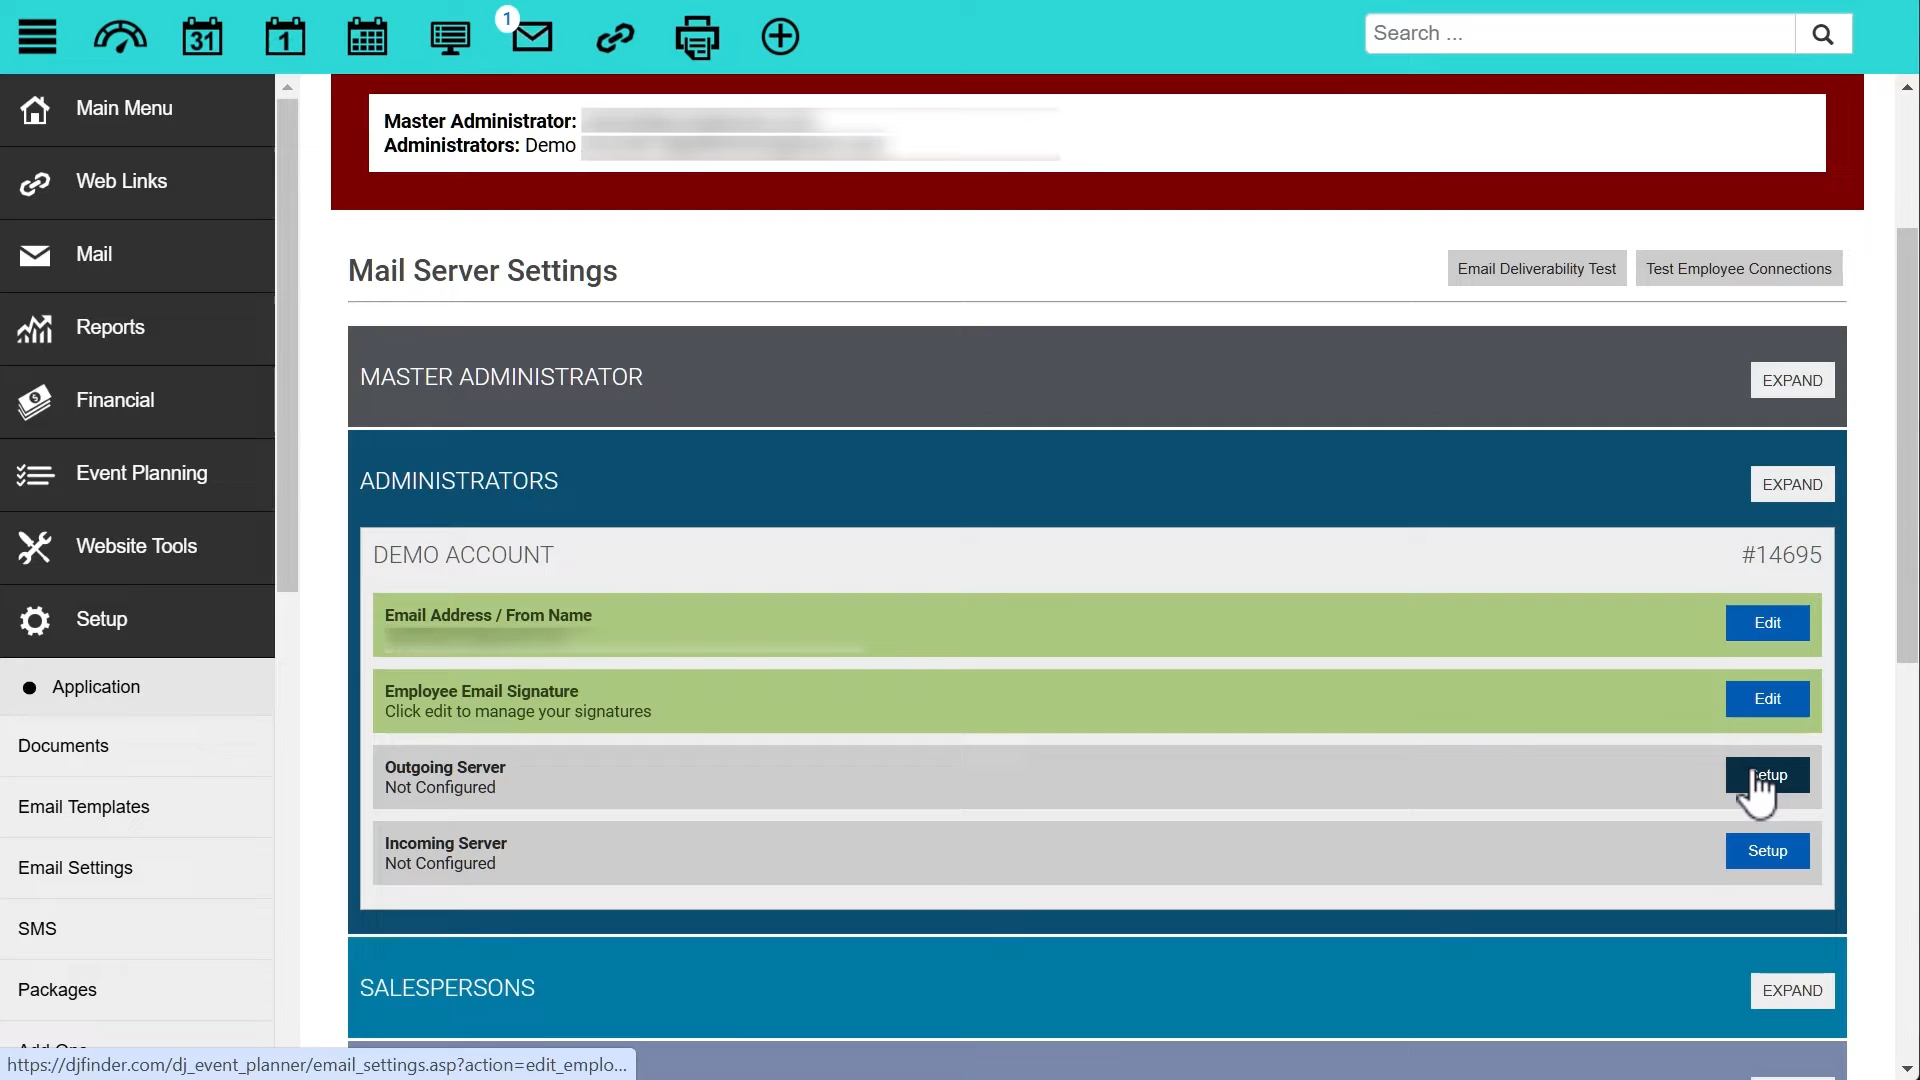 31
1
1
Search ...
Main Menu
Web Links
Mail
Reports
Financial
Event Planning
Website Tools
Setup
Application
Documents
Email Templates
Email Settings
SMS
Packages
Master Administrator:
Administrators: Demo
Mail Server Settings
Email Deliverability Test
Test Employee Connections
MASTER ADMINISTRATOR
EXPAND
ADMINISTRATORS
EXPAND
DEMO ACCOUNT
#14695
Email Address / From Name
Edit
Employee Email Signature
Click edit to manage your signatures
Edit
Outgoing Server
Not Configured
Setup
Incoming Server
Not Configured
Setup
SALESPERSONS
EXPAND
https://djfinder.com/dj_event_planner/email_settings.asp?action=edit_emplo...